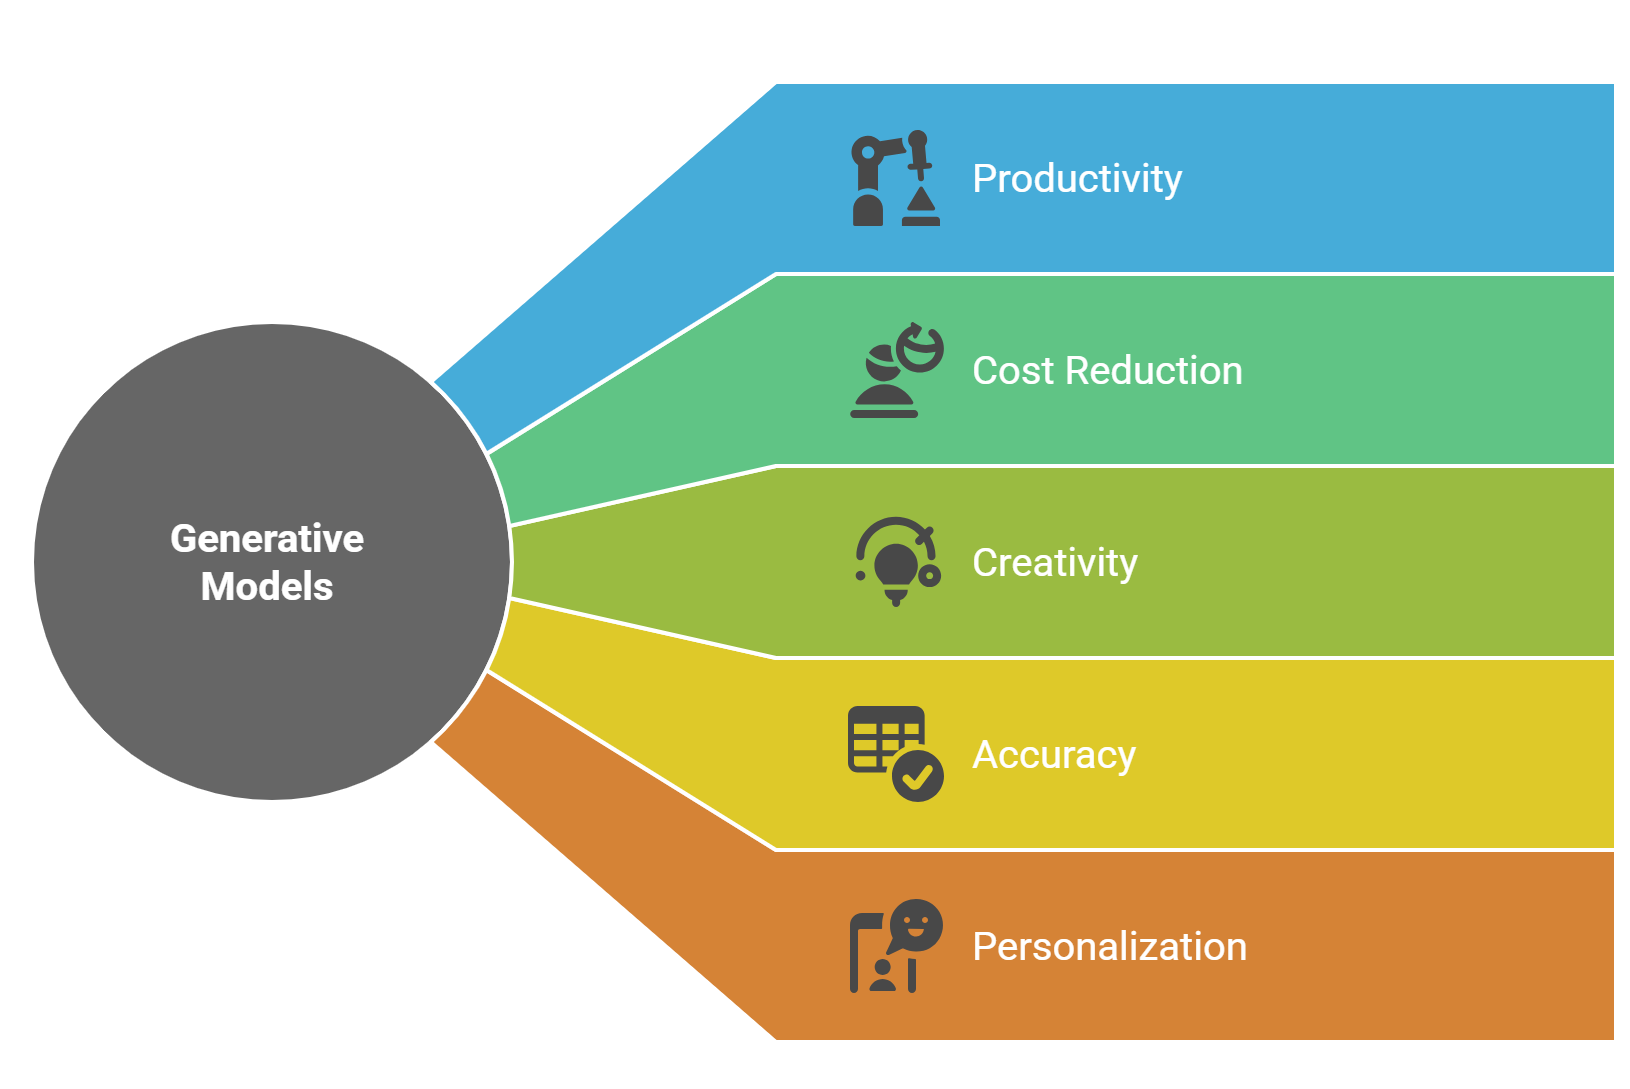 Generative
Models
Productivity
Cost Reduction
Creativity
Accuracy
Personalization